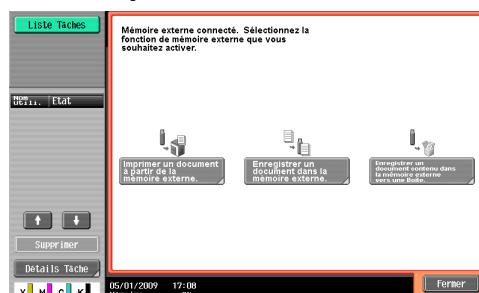 Liste Tâches
Mémoire externe connecté. Sélectionnez la
fonction de mémoire externe que vous
souhaitez activer.
Nom
Utili. Etat
Imprimer un document
à partir de la
mémoire externe.
Enregistrer un
document dans la
mémoire externe.
Enregistrer un
document contenu dans
la mémoire externe
vers une Boîte.
Supprimer
Détails Tâche
05/01/2009 17:08
Fermer
Y M C K